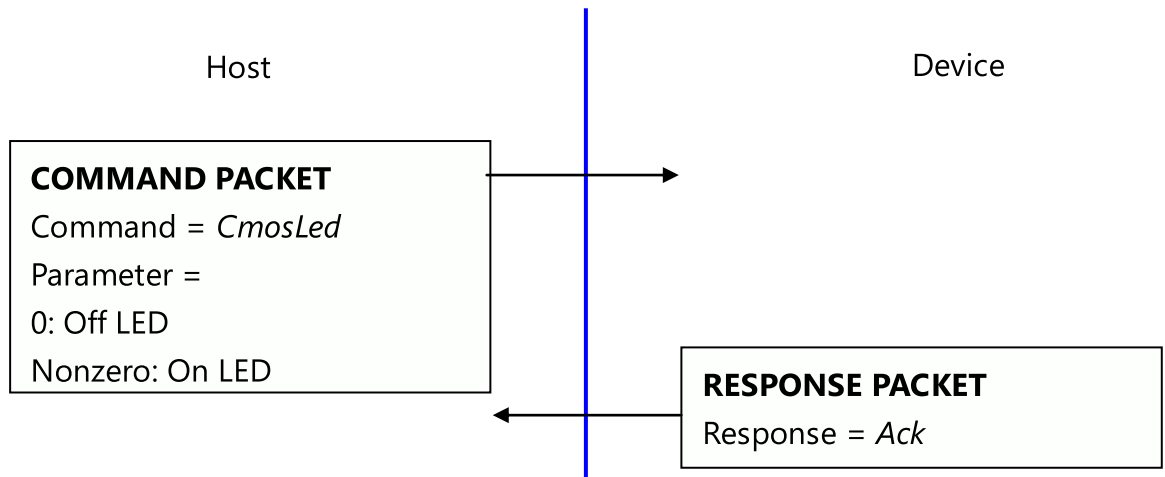 Host
Device
COMMAND PACKET
Command = CmosLed
Parameter =
0: Off LED
Nonzero: On LED
RESPONSE PACKET
Response = Ack